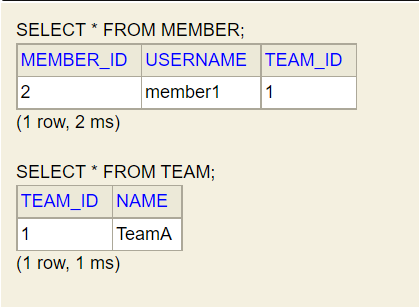 SELECT * FROM MEMBER;
MEMBER_ID USERNAME TEAM_ID
2 member1 1
(1 row, 2 ms)
SELECT * FROM TEAM;
TEAM_ID NAME
1 TeamA
(1 row, 1 ms)